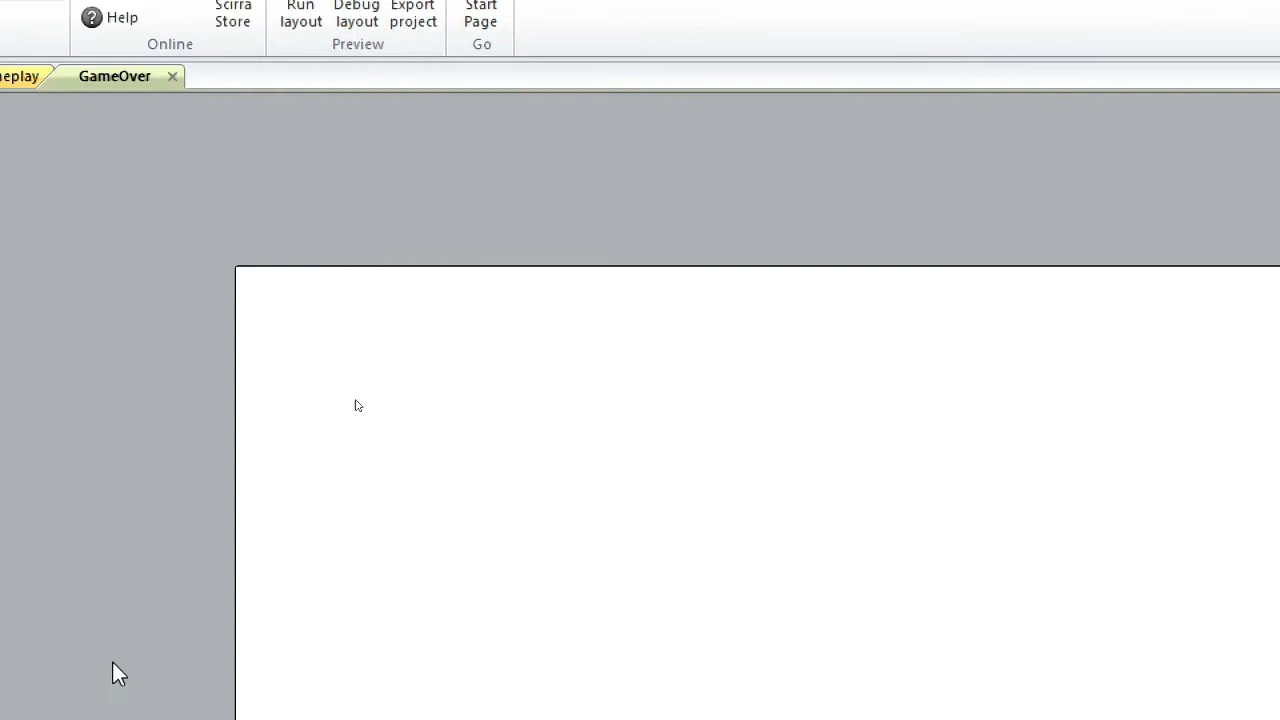 Help
Scirra
Store
Online
Run
layout
Debug
layout
Export
project
Preview
Start
Page
Go
eplay
GameOver